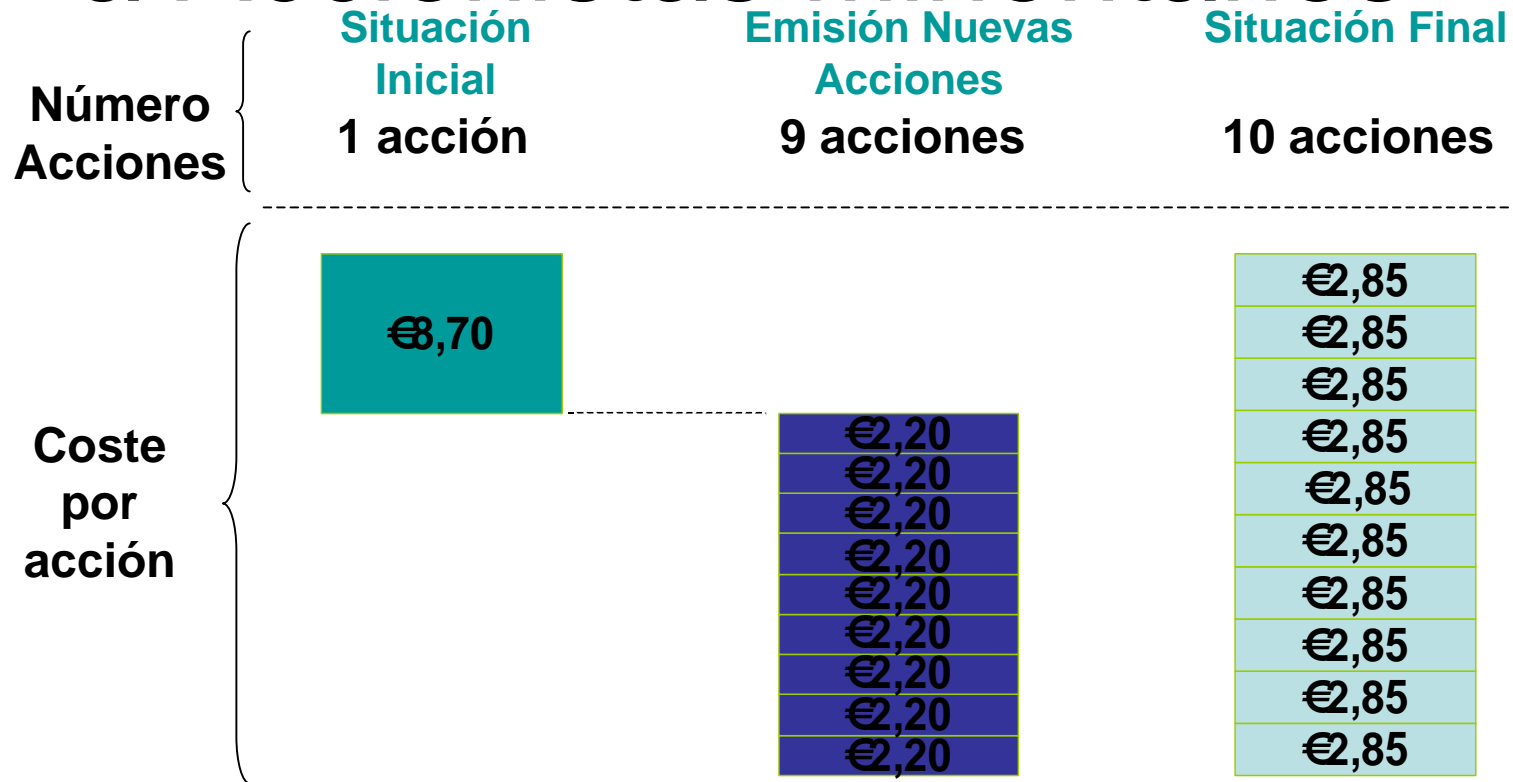 Situación
Inicial
Emisión Nuevas
Acciones
Situación Final
Número
Acciones
1 acción
9 acciones
10 acciones
Coste
por
acción
€8,70
€2,20
€2,20
€2,20
€2,20
€2,20
€2,20
€2,20
€2,20
€2,20
€2,85
€2,85
€2,85
€2,85
€2,85
€2,85
€2,85
€2,85
€2,85
€2,85